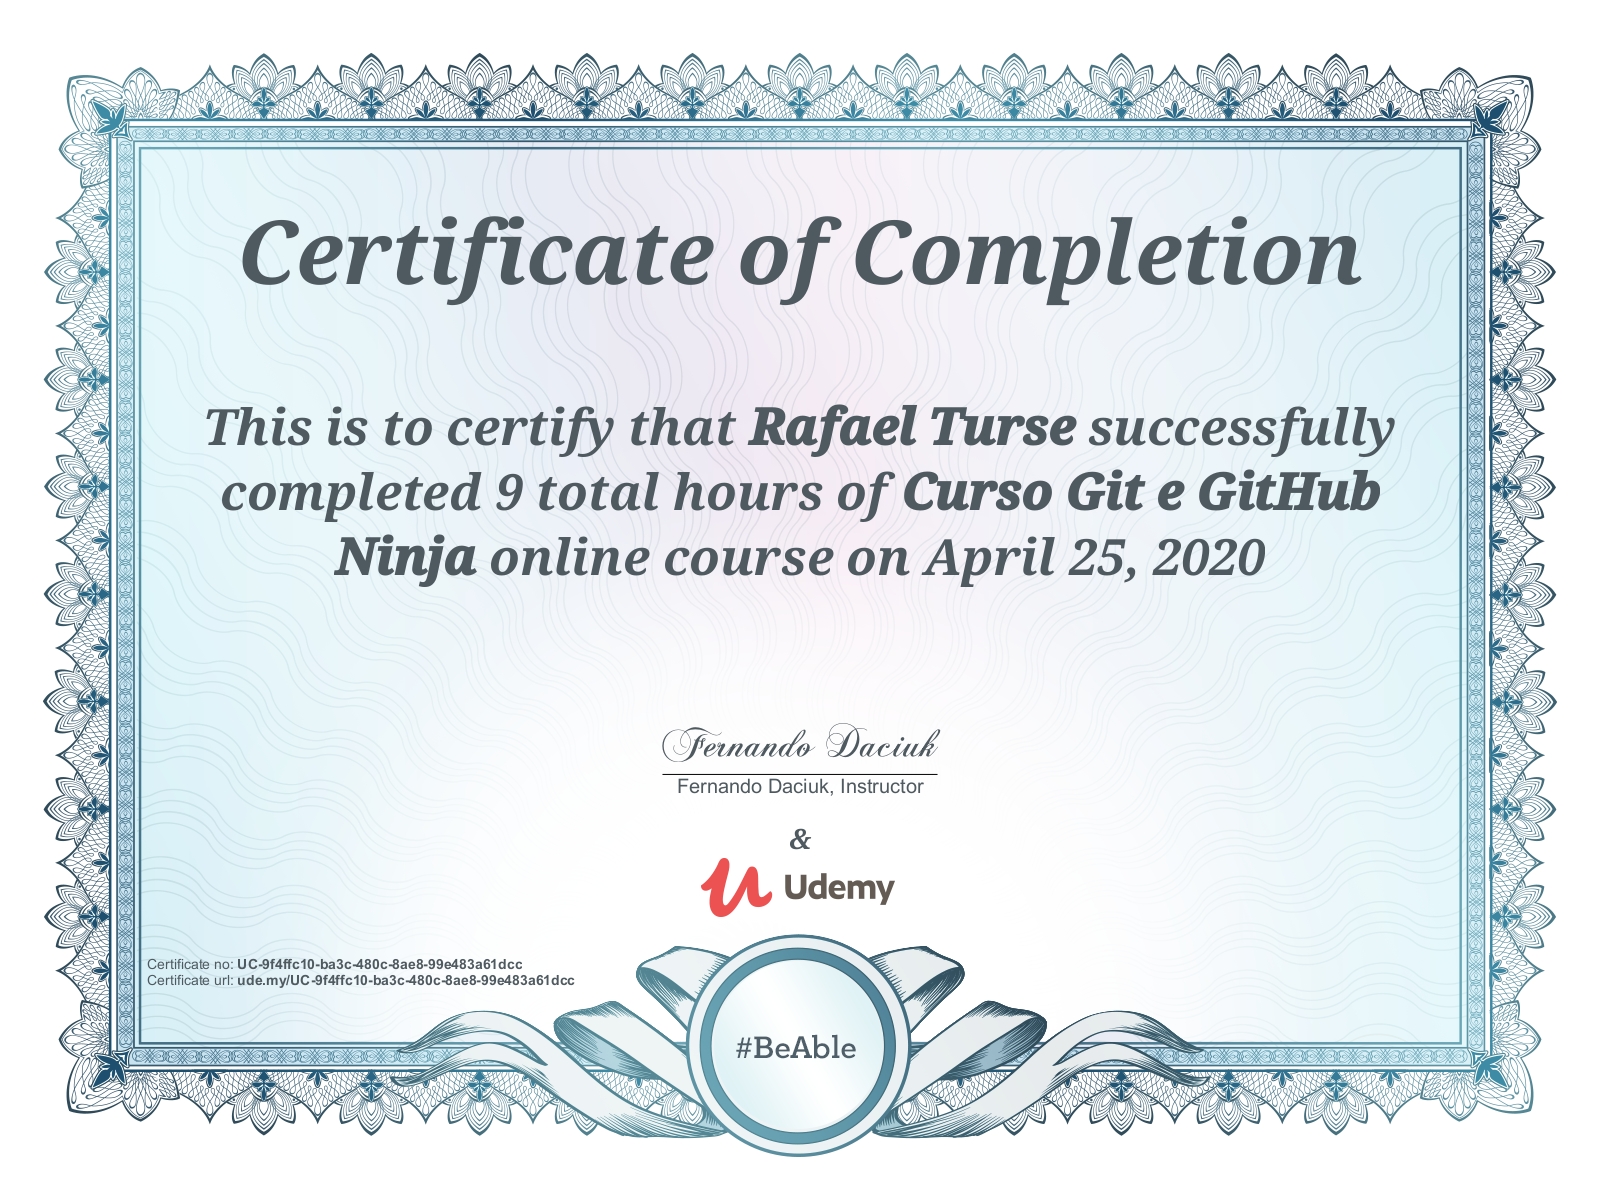 Certificate of Completion
This is to certify that Rafael Turse successfully
completed 9 total hours of Curso Git e GitHub
Ninja online course on April 25, 2020
Fernando Daciuk
Fernando Daciuk, Instructor
&
Udemy
Certificate no: UC-9f4ffc10-ba3c-480c-8ae8-99e483a61dcc
Certificate url: ude.my/UC-9f4ffc10-ba3c-480c-8ae8-99e483a61dcc
#BeAble